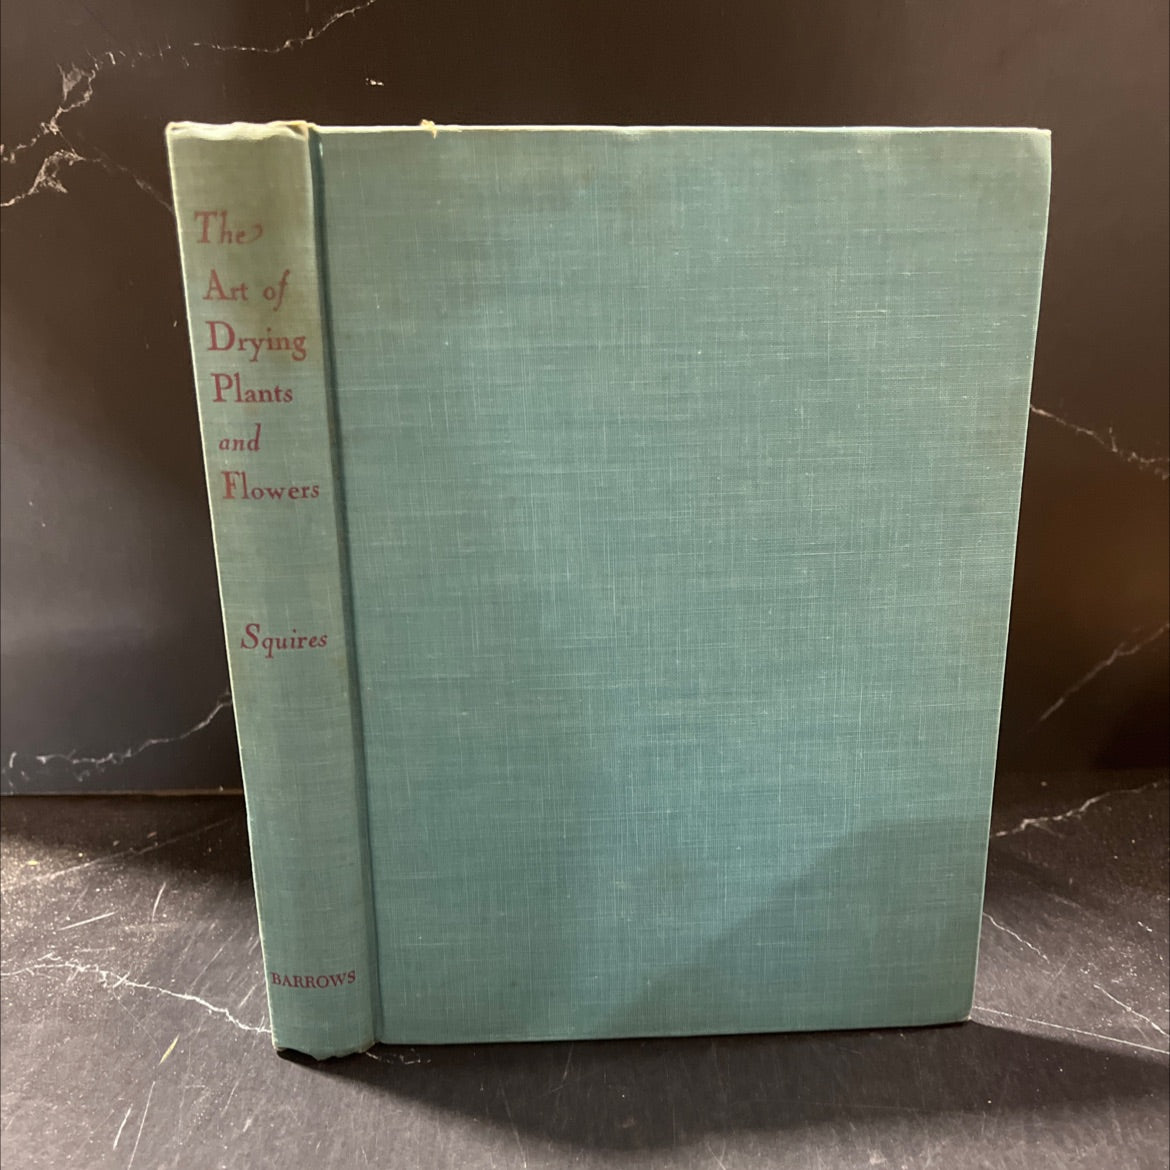 The
Art of
Drying
Plants
and
Flowers
Squires
BARROWS